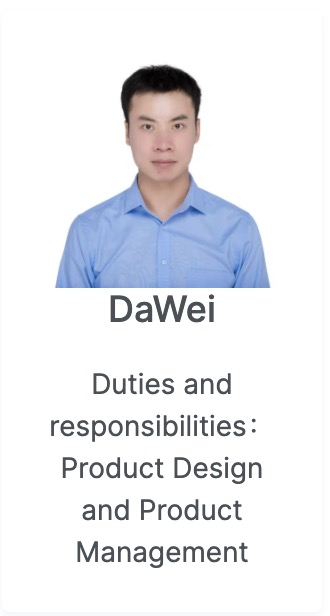 DaWei
Duties and
responsibilities：
Product Design
and Product
Management